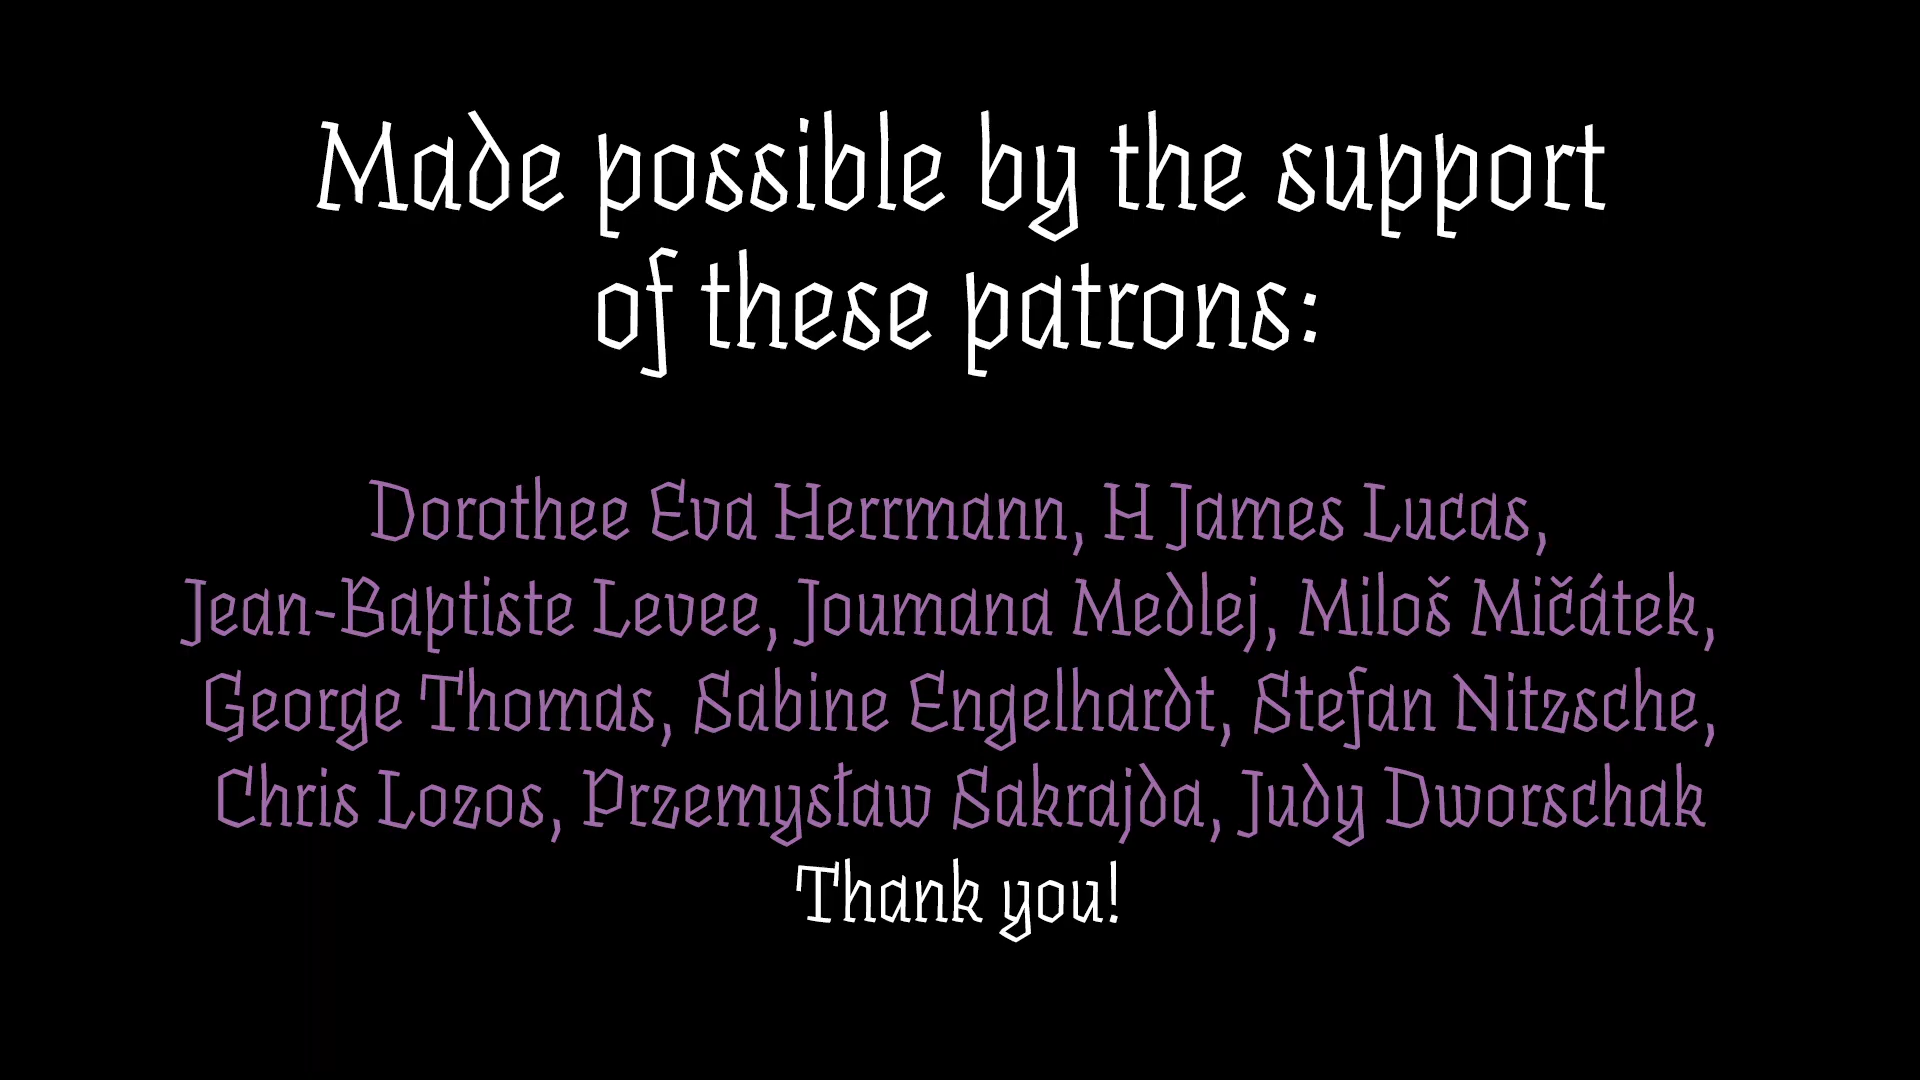 Made possible by the support
of these patrons:
Dorothee Eva Herrmann, H James Lucas,
Jean-Baptiste Levee, Joumana Medlej, Miloš Mičátek,
George Thomas, Sabine Engelhardt, Stefan Nitzsche,
Chris Lozos, Przemysław Sakrajda, Judy Dworschak
Thank you!